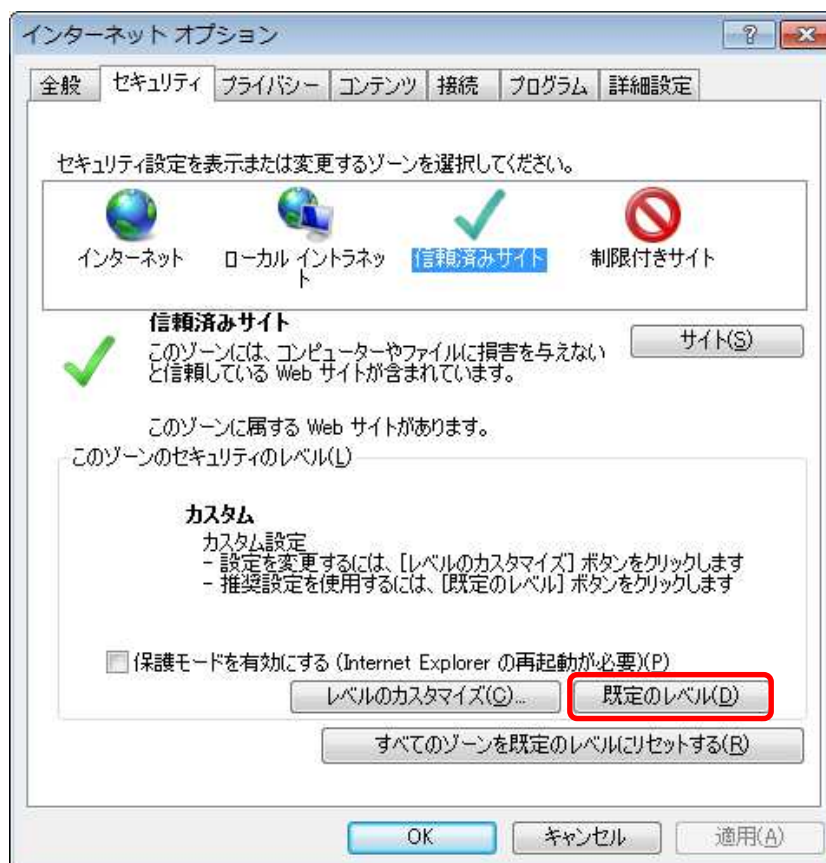 インターネット オプション
全般 セキュリティ プライバシー コンテンツ 接続 プログラム 詳細設定
セキュリティ設定を表示または変更するゾーンを選択してください。
インターネット
ローカル イントラネッ
ト
信頼済みサイト
制限付きサイト
信頼済みサイト
このゾーンには、コンピューターやファイルに損害を与えない
と信頼している Web サイトが含まれています。
サイト(S)
このゾーンに属する Web サイトがあります。
このゾーンのセキュリティのレベル(L)
カスタム
カスタム設定
- 設定を変更するには、[レベルのカスタマイズ] ボタンをクリックします
- 推奨設定を使用するには、[既定のレベル] ボタンをクリックします
保護モードを有効にする (Internet Explorer の再起動が必要)(P)
レベルのカスタマイズ(C)... 既定のレベル(D)
すべてのゾーンを既定のレベルにリセットする(R)
OK キャンセル 適用(A)